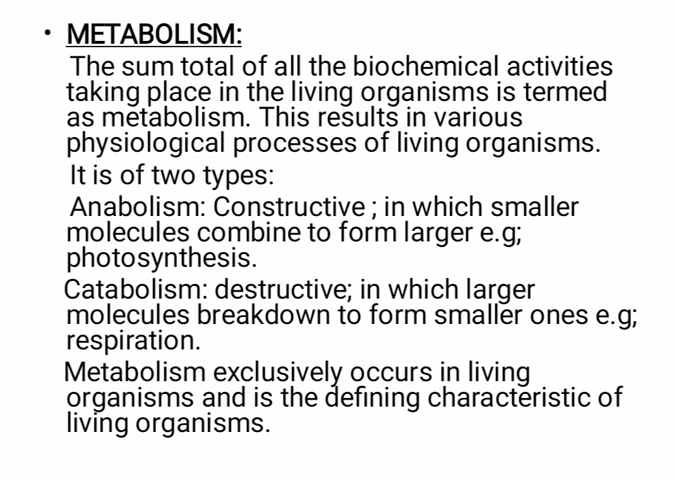 • METABOLISM:
The sum total of all the biochemical activities
taking place in the living organisms is termed
as metabolism. This results in various
physiological processes of living organisms.
It is of two types:
Anabolism: Constructive ; in which smaller
molecules combine to form larger e.g;
photosynthesis.
Catabolism: destructive; in which larger
molecules breakdown to form smaller ones e.g;
respiration.
Metabolism exclusively occurs in living
organisms and is the defining characteristic of
living organisms.